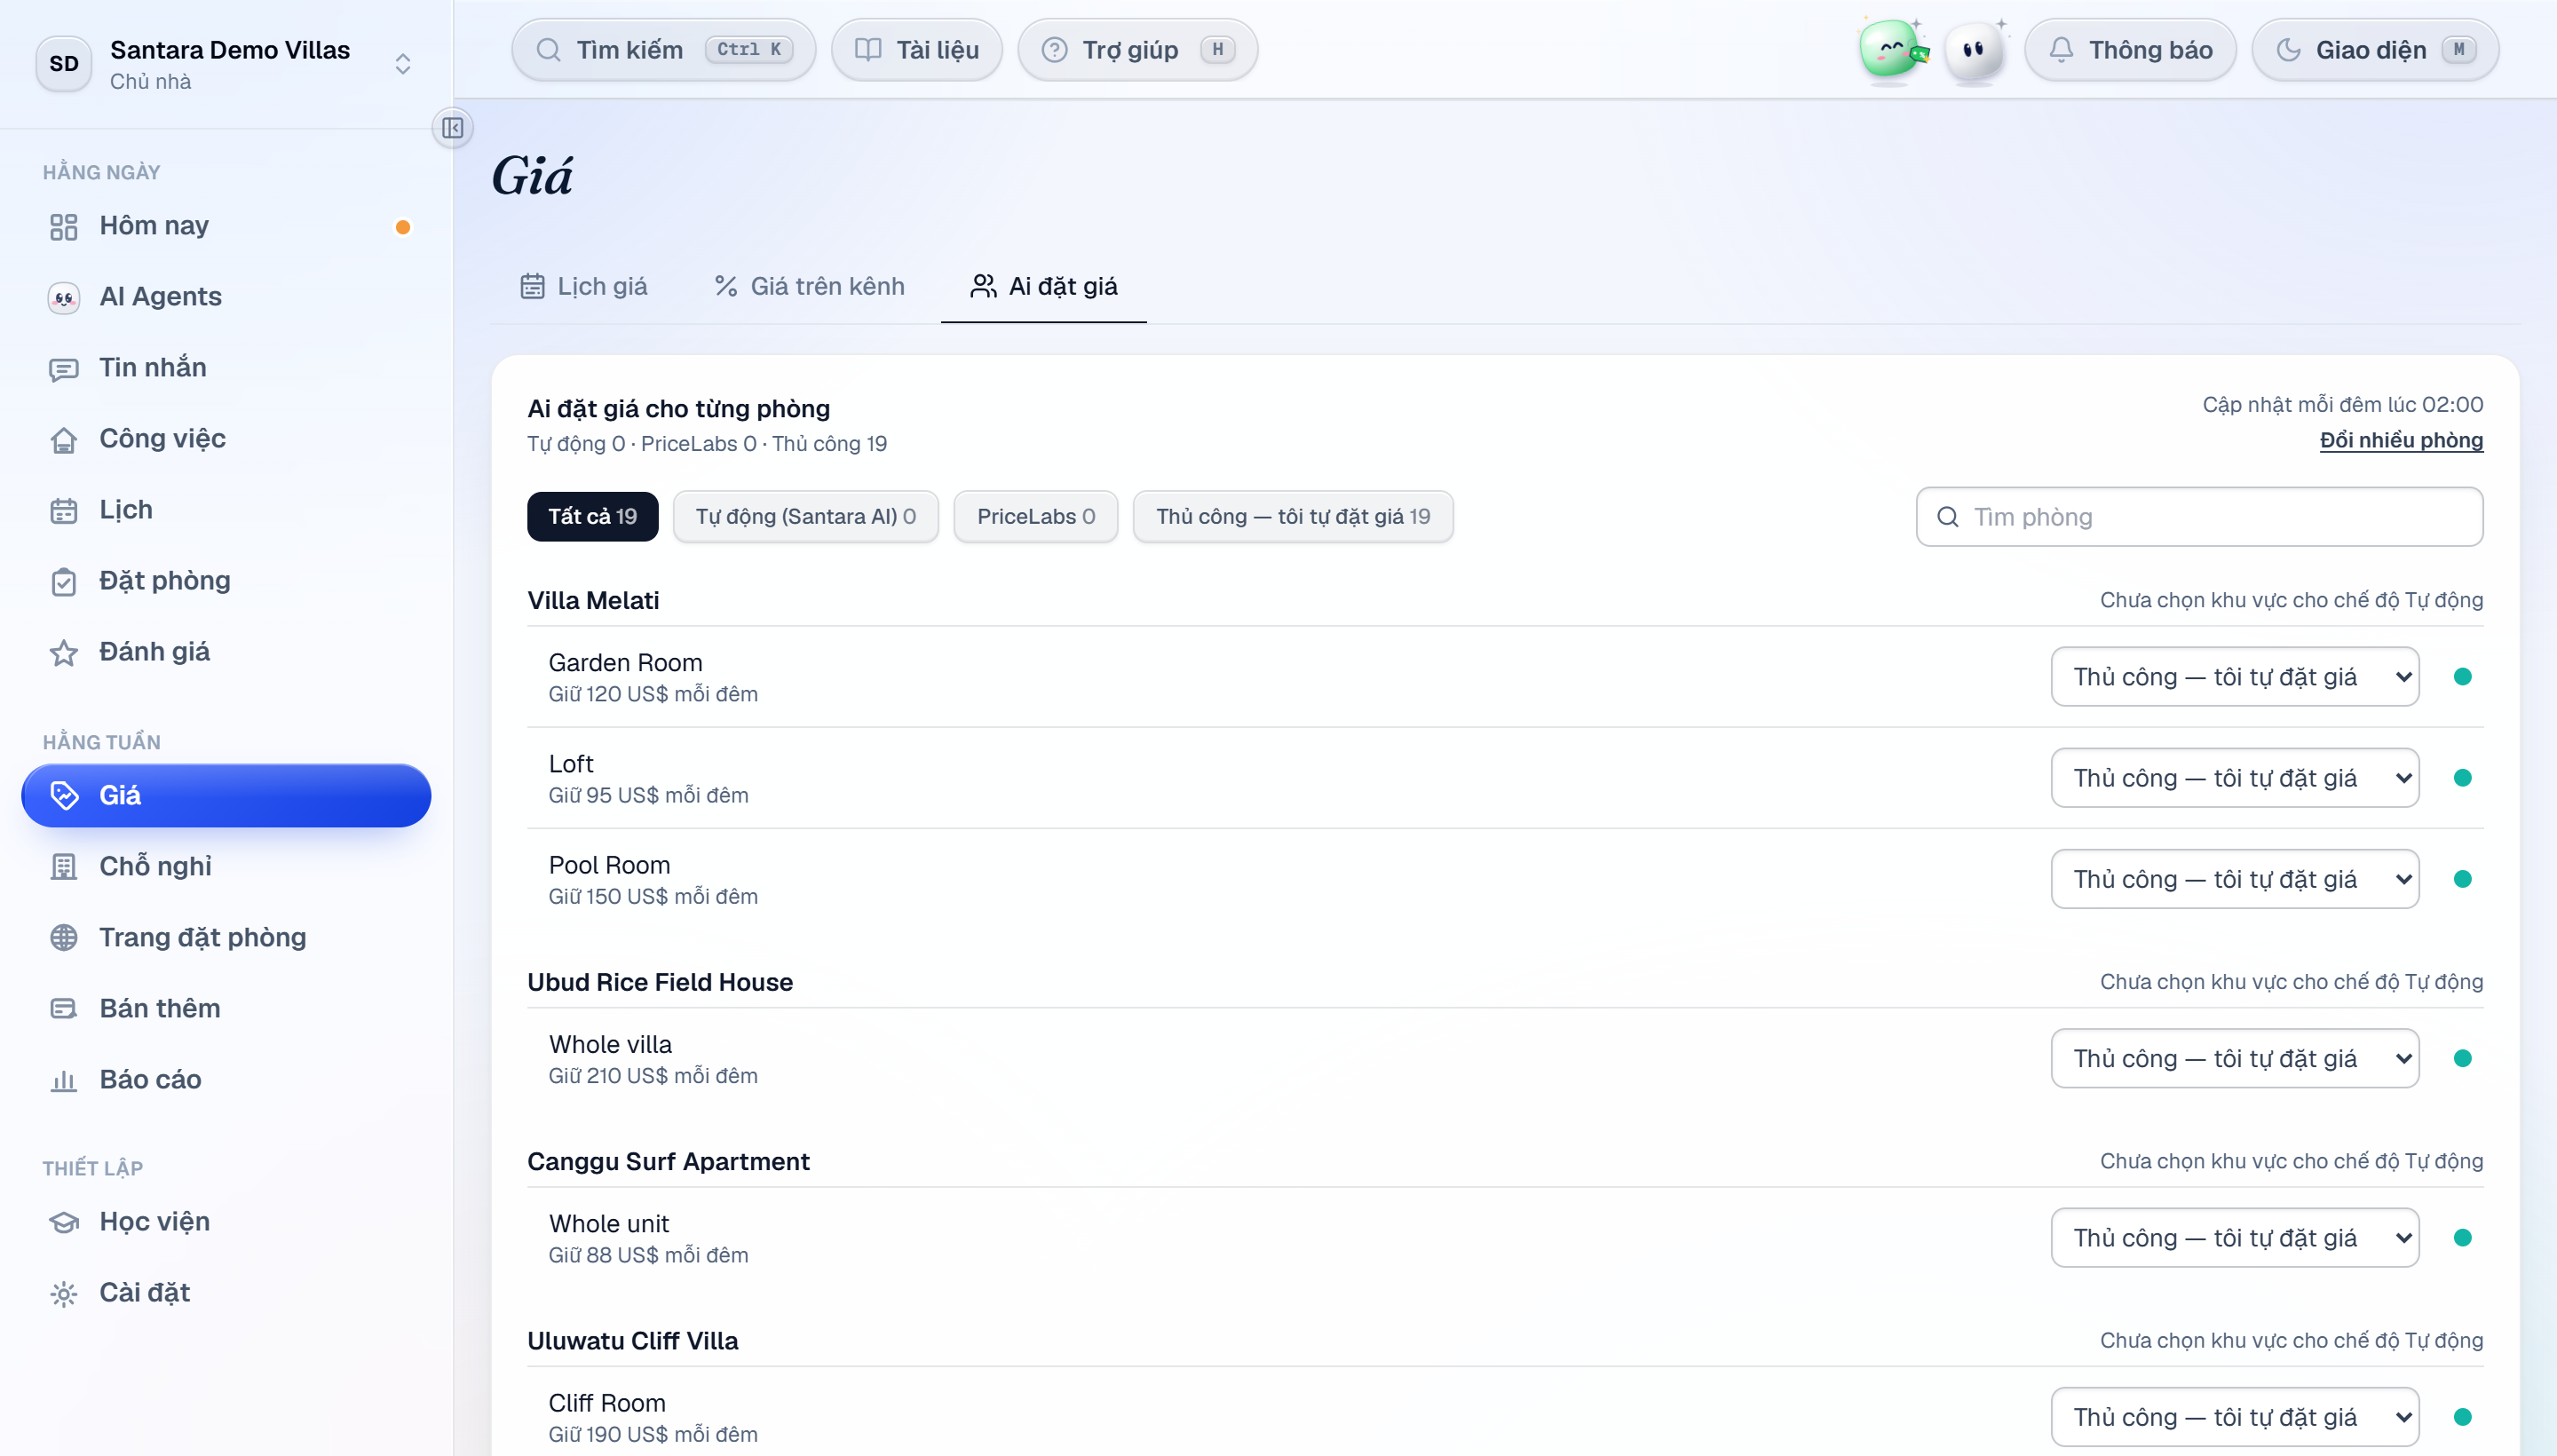 SD
Santara Demo Villas
Chủ nhà
Tìm kiếm Ctrl K
Tài liệu
Trợ giúp H
Thông báo
Giao diện M
HẰNG NGÀY
Hôm nay
AI Agents
Tin nhắn
Công việc
Lịch
Đặt phòng
Đánh giá
HẰNG TUẦN
Giá
Chỗ nghỉ
Trang đặt phòng
Bán thêm
Báo cáo
THIẾT LẬP
Học viện
Cài đặt
Giá
Lịch giá
Giá trên kênh
Ai đặt giá
Ai đặt giá cho từng phòng
Tự động 0 · PriceLabs 0 · Thủ công 19
Cập nhật mỗi đêm lúc 02:00
Đổi nhiều phòng
Tất cả 19
Tự động (Santara AI) 0
PriceLabs 0
Thủ công — tôi tự đặt giá 19
Tìm phòng
Villa Melati
Chưa chọn khu vực cho chế độ Tự động
Garden Room
Giữ 120 US$ mỗi đêm
Thủ công — tôi tự đặt giá
Loft
Giữ 95 US$ mỗi đêm
Thủ công — tôi tự đặt giá
Pool Room
Giữ 150 US$ mỗi đêm
Thủ công — tôi tự đặt giá
Ubud Rice Field House
Chưa chọn khu vực cho chế độ Tự động
Whole villa
Giữ 210 US$ mỗi đêm
Thủ công — tôi tự đặt giá
Canggu Surf Apartment
Chưa chọn khu vực cho chế độ Tự động
Whole unit
Giữ 88 US$ mỗi đêm
Thủ công — tôi tự đặt giá
Uluwatu Cliff Villa
Chưa chọn khu vực cho chế độ Tự động
Cliff Room
Giữ 190 US$ mỗi đêm
Thủ công — tôi tự đặt giá